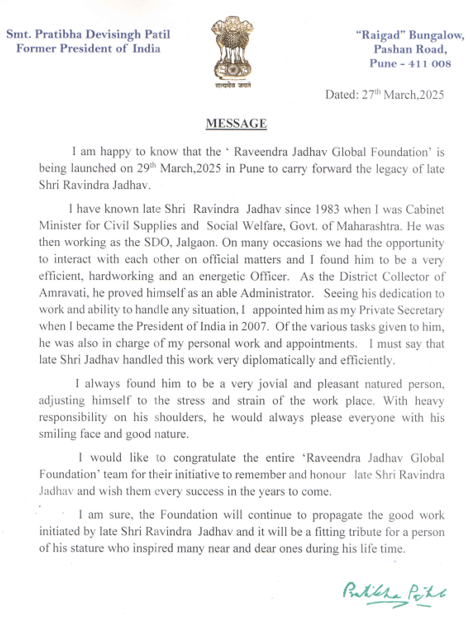 Smt. Pratibha Devisingh Patil
Former President of India
सत्यमेव जयते
"Raigad" Bungalow,
Pashan Road,
Pune - 411 008
Dated: 27th March,2025
MESSAGE
I am happy to know that the ‘ Raveendra Jadhav Global Foundation’ is
being launched on 29th March,2025 in Pune to carry forward the legacy of late
Shri Ravindra Jadhav.
I have known late Shri Ravindra Jadhav since 1983 when I was Cabinet
Minister for Civil Supplies and Social Welfare, Govt. of Maharashtra. He was
then working as the SDO, Jalgaon. On many occasions we had the opportunity
to interact with each other on official matters and I found him to be a very
efficient, hardworking and an energetic Officer. As the District Collector of
Amravati, he proved himself as an able Administrator. Seeing his dedication to
work and ability to handle any situation, I appointed him as my Private Secretary
when I became the President of India in 2007. Of the various tasks given to him,
he was also in charge of my personal work and appointments. I must say that
late Shri Jadhav handled this work very diplomatically and efficiently.
I always found him to be a very jovial and pleasant natured person,
adjusting himself to the stress and strain of the work place. With heavy
responsibility on his shoulders, he would always please everyone with his
smiling face and good nature.
I would like to congratulate the entire ‘Raveendra Jadhav Global
Foundation’ team for their initiative to remember and honour late Shri Ravindra
Jadhav and wish them every success in the years to come.
I am sure, the Foundation will continue to propagate the good work
initiated by late Shri Ravindra Jadhav and it will be a fitting tribute for a person
of his stature who inspired many near and dear ones during his life time.
Pratibha Patil